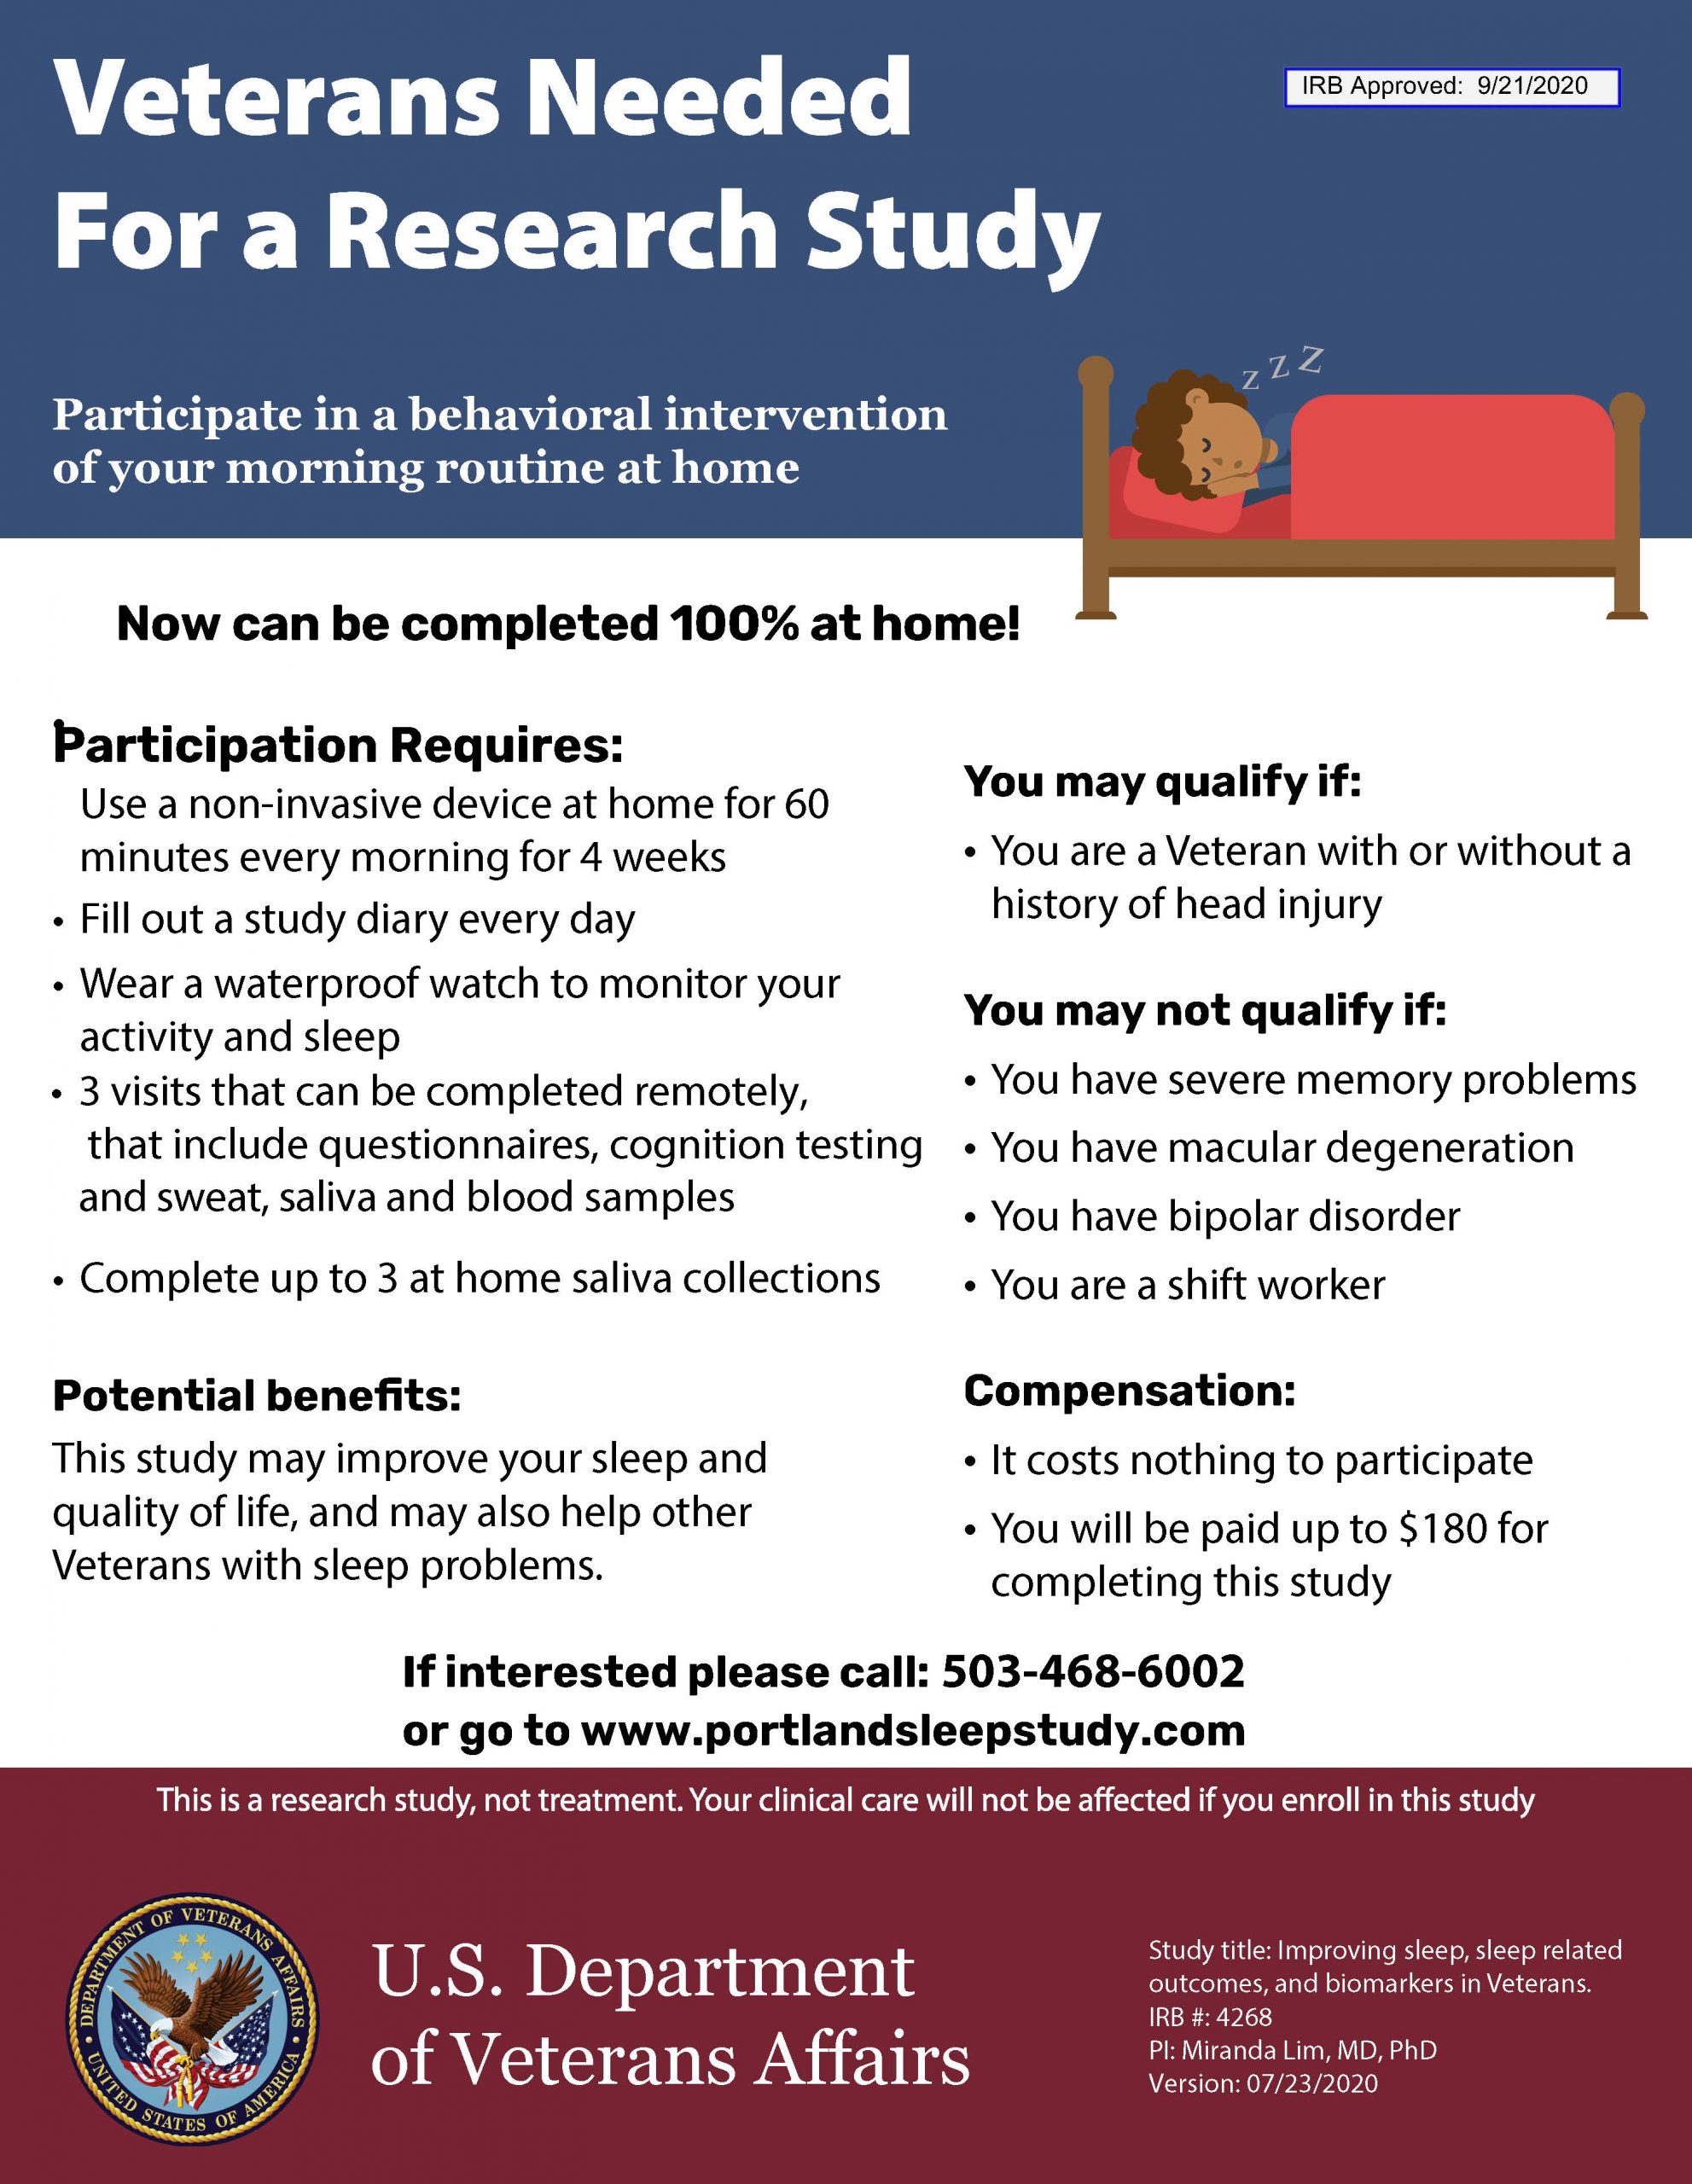 Veterans Needed
For a Research Study
IRB Approved: 9/21/2020
Participate in a behavioral intervention
of your morning routine at home
z z Z
Now can be completed 100% at home!
Participation Requires:
Use a non-invasive device at home for 60
minutes every morning for 4 weeks
• Fill out a study diary every day
• Wear a waterproof watch to monitor your
activity and sleep
• 3 visits that can be completed remotely,
that include questionnaires, cognition testing
and sweat, saliva and blood samples
• Complete up to 3 at home saliva collections
Potential benefits:
This study may improve your sleep and
quality of life, and may also help other
Veterans with sleep problems.
You may qualify if:
• You are a Veteran with or without a
history of head injury
You may not qualify if:
• You have severe memory problems
• You have macular degeneration
• You have bipolar disorder
• You are a shift worker
Compensation:
• It costs nothing to participate
• You will be paid up to $180 for
completing this study
If interested please call: 503-468-6002
or go to www.portlandsleepstudy.com
This is a research study, not treatment. Your clinical care will not be affected if you enroll in this study
DEPARTMENT OF VETERANS AFFAIRS
UNITED STATES OF AMERICA
U.S. Department
of Veterans Affairs
Study title: Improving sleep, sleep related
outcomes, and biomarkers in Veterans.
IRB #: 4268
PI: Miranda Lim, MD, PhD
Version: 07/23/2020